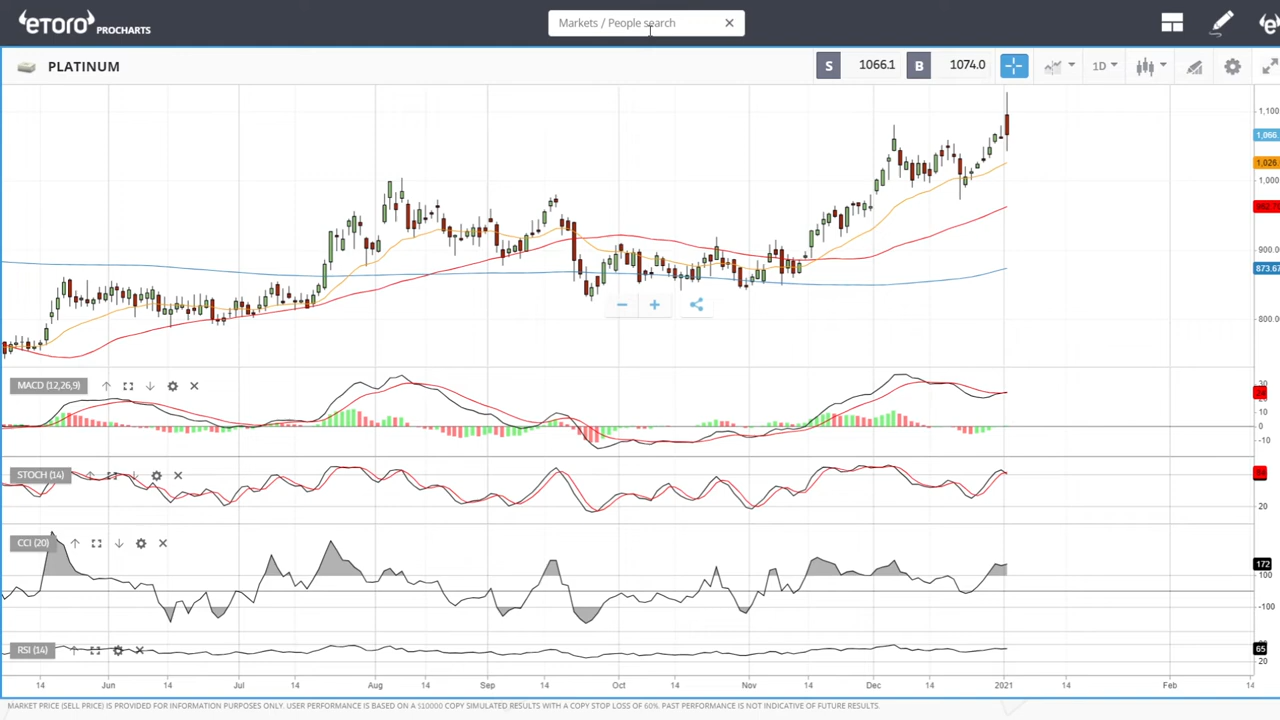 eToro PROCHARTS
Markets / People search
PLATINUM
S 1066.1 B 1074.0
1D
1,100
1,066.
1,026.
1,000
900.0
873.67
800.00
MACD (12,26,9)
30
20
10
0
-10
STOCH (14)
20
CCI (20)
172
100
-100
RSI (14)
65
20
14 Jun 14 Jul 14 Aug 14 Sep 14 Oct 14 Nov 14 Dec 14 2021 14 Feb 14
MARKET PRICE (SELL PRICE) IS PROVIDED FOR INFORMATION PURPOSES ONLY. USER PERFORMANCE IS BASED ON A $10000 COPY SIMULATED RESULTS WITH A COPY STOP LOSS OF 60%. PAST PERFORMANCE IS NOT INDICATIVE OF FUTURE RESULTS.